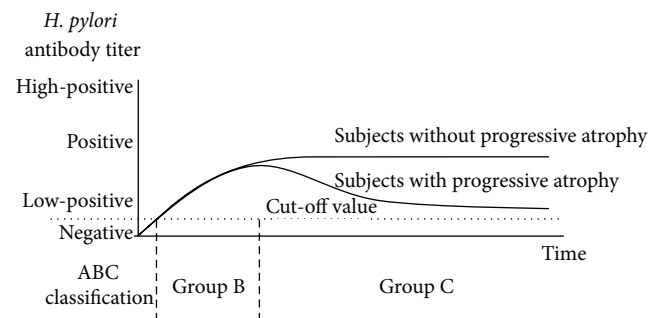 H. pylori
antibody titer
High-positive
Positive
Subjects without progressive atrophy
Subjects with progressive atrophy
Low-positive
Cut-off value
Negative
Time
ABC
classification
Group B
Group C